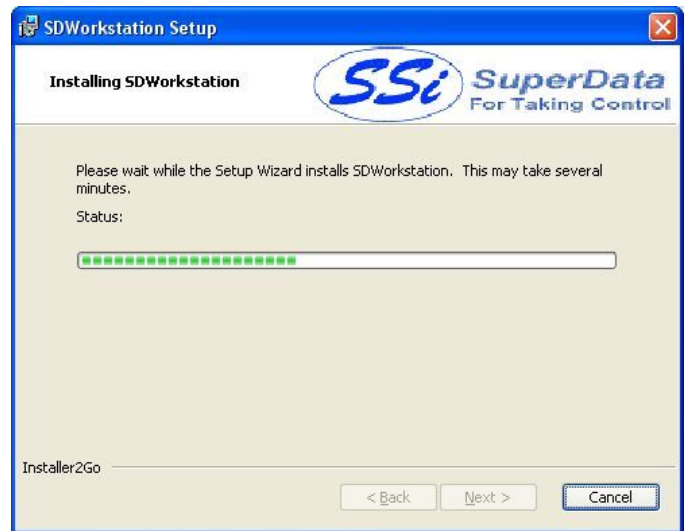 SDWorkstation Setup
Installing SDWorkstation
SSi
SuperData
For Taking Control
Please wait while the Setup Wizard installs SDWorkstation. This may take several
minutes.
Status:
Installer2Go
< Back
Next >
Cancel